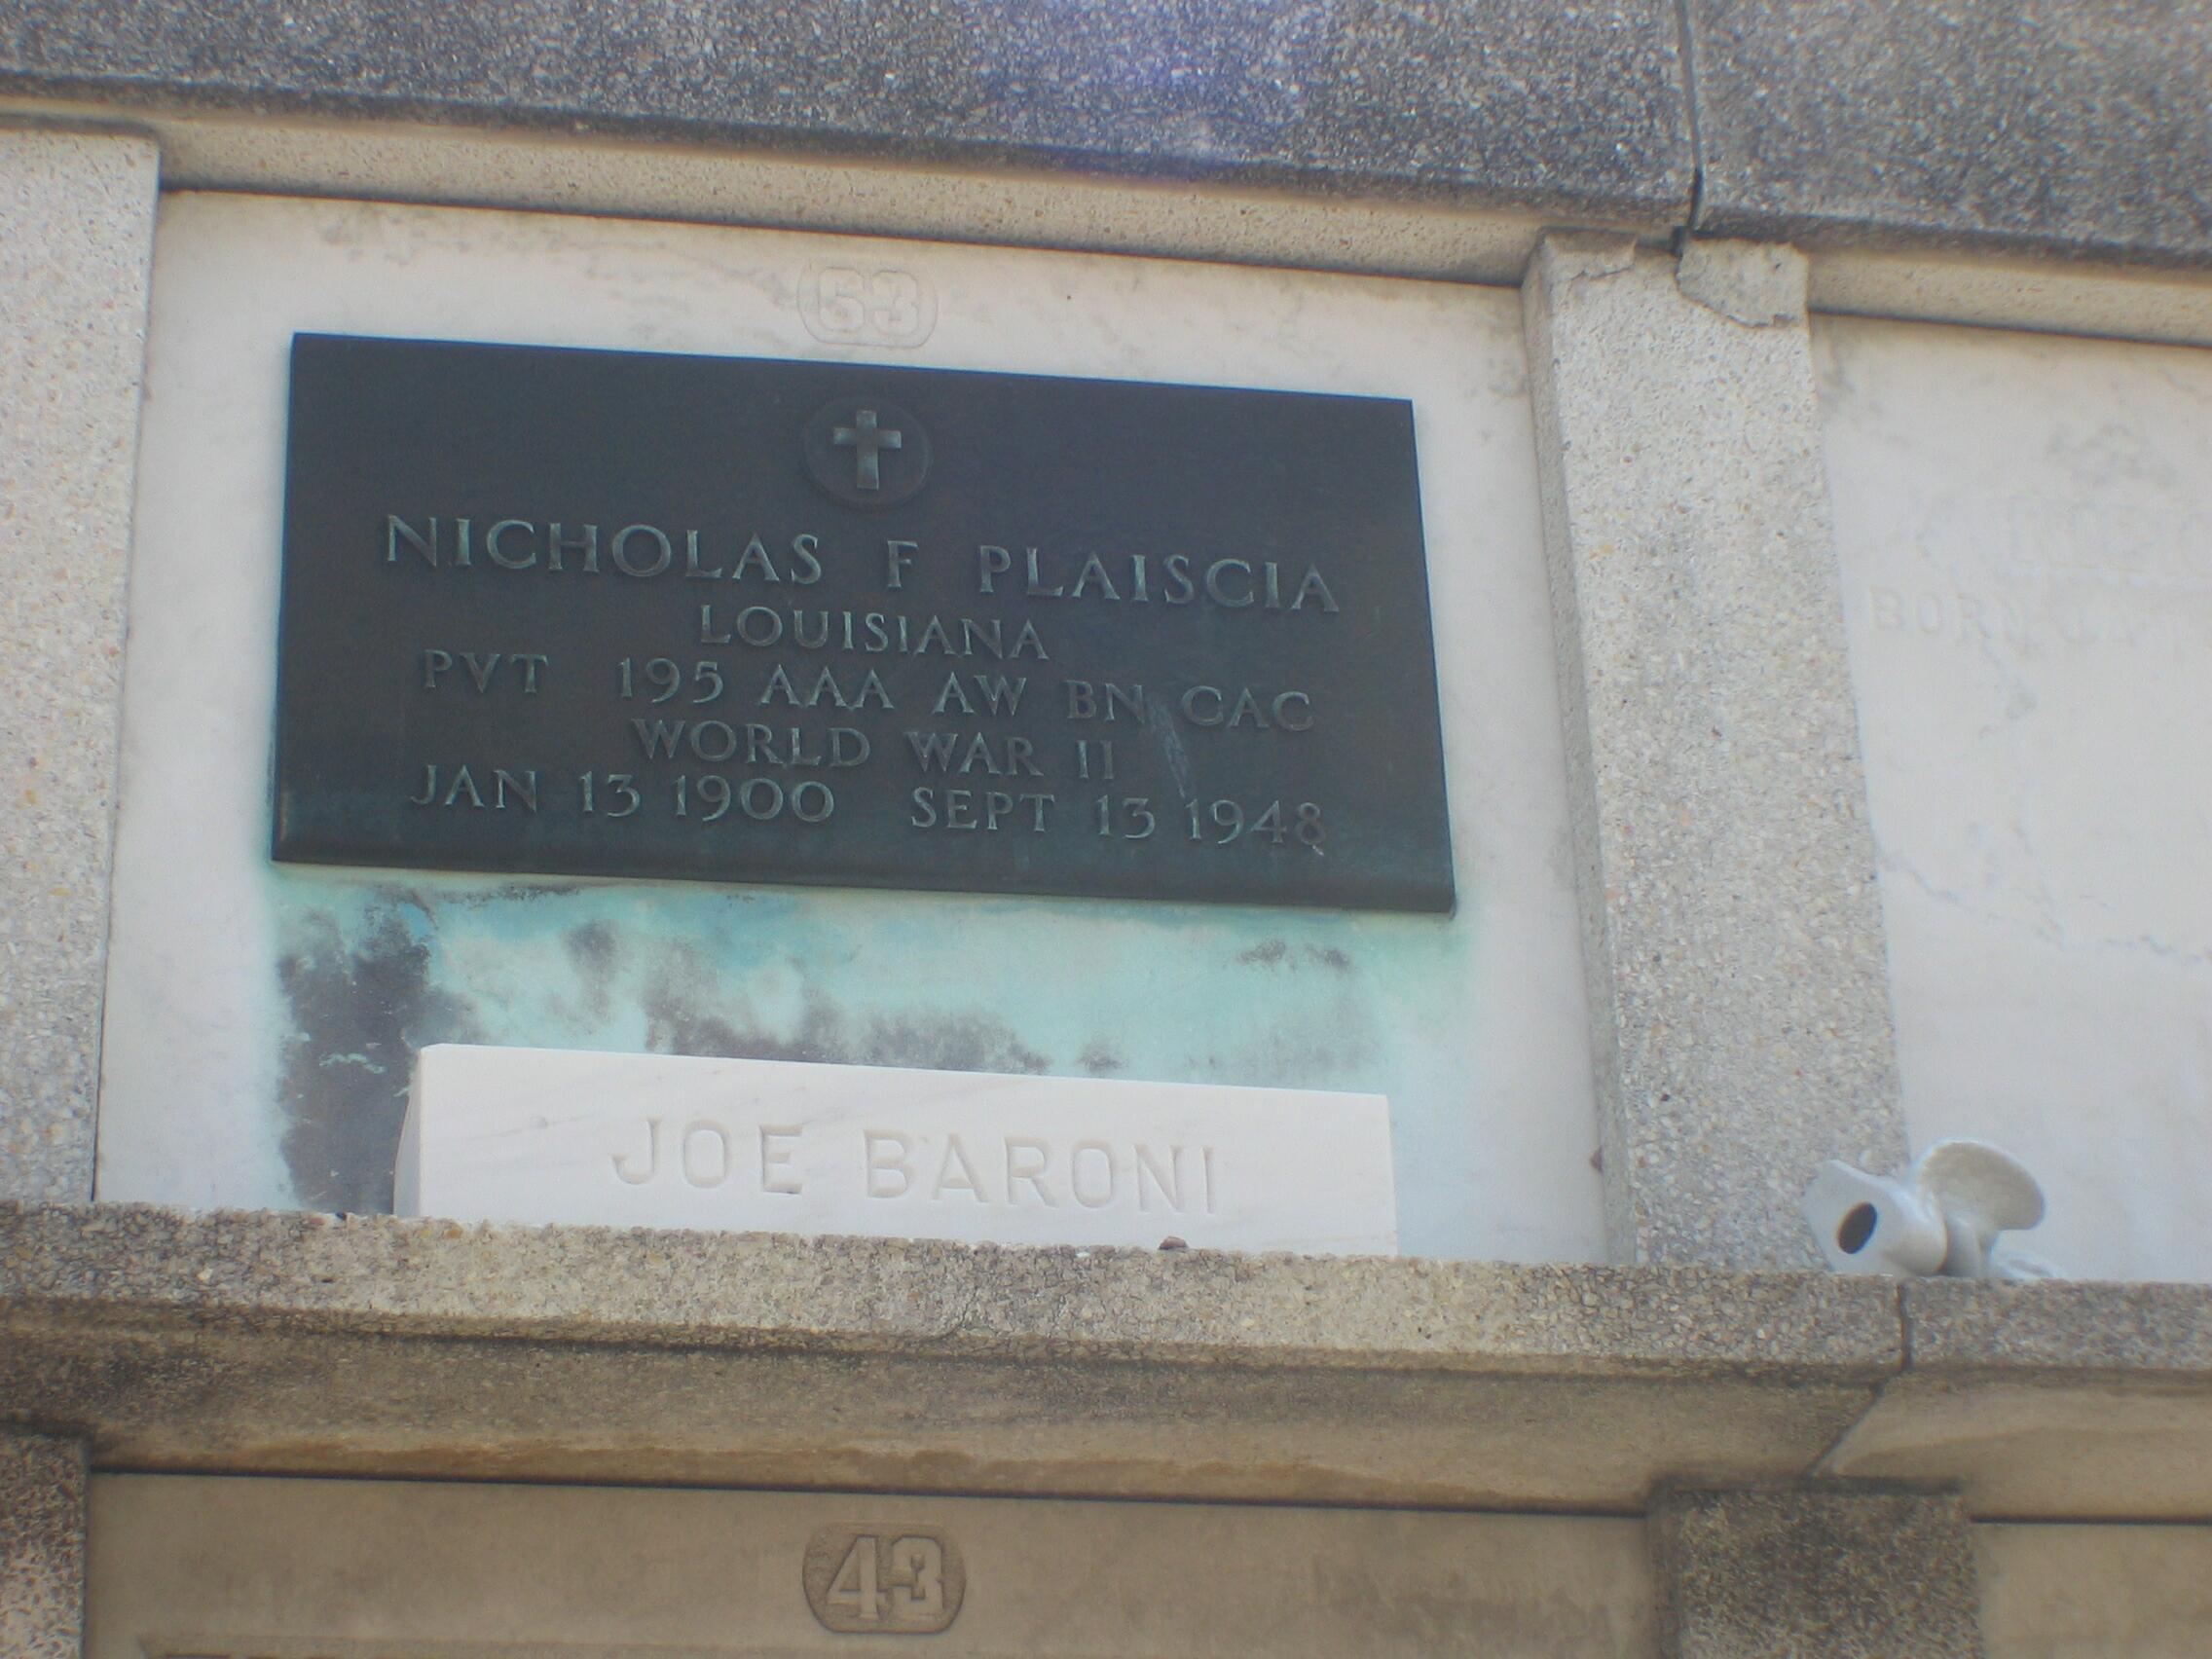 63
NICHOLAS F PLAISCIA
LOUISIANA
PVT 195 AAA AW BN CAC
WORLD WAR II
JAN 13 1900 SEPT 13 1948
JOE BARONI
BORN
43